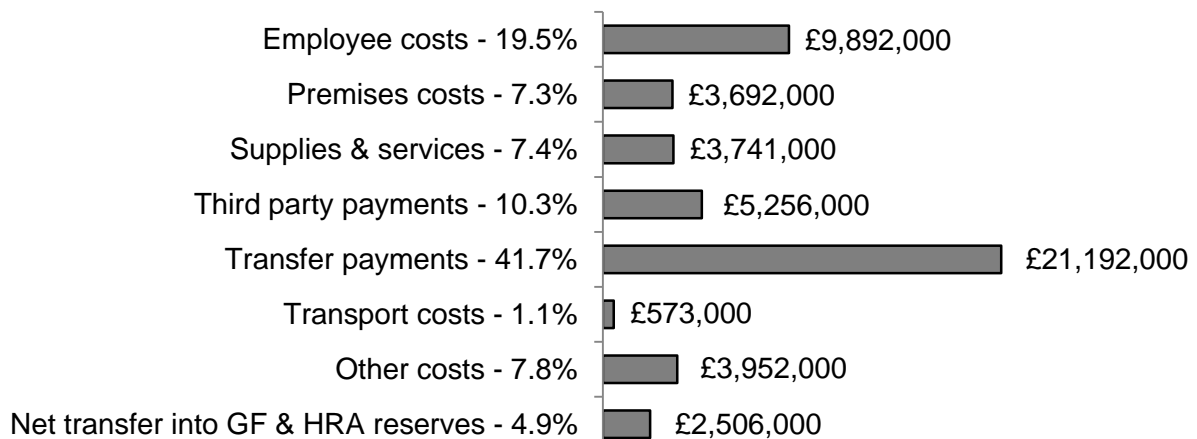 Employee costs - 19.5% £9,892,000
Premises costs - 7.3% £3,692,000
Supplies & services - 7.4% £3,741,000
Third party payments - 10.3% £5,256,000
Transfer payments - 41.7% £21,192,000
Transport costs - 1.1% £573,000
Other costs - 7.8% £3,952,000
Net transfer into GF & HRA reserves - 4.9% £2,506,000